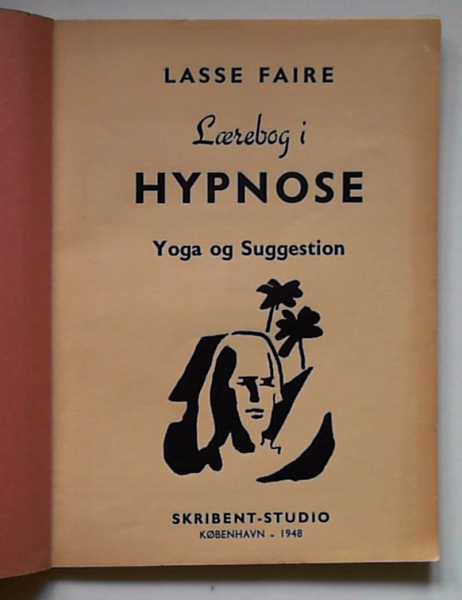 LASSE FAIRE
Lærebog i
HYPNOSE
Yoga og Suggestion
SKRIBENT-STUDIO
KØBENHAVN - 1948